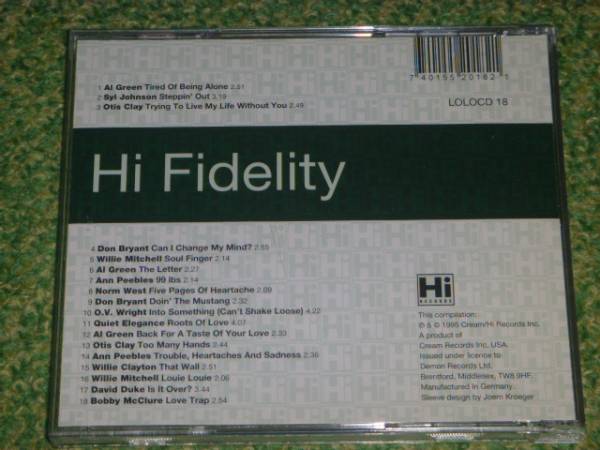 7 40155 20182 1
LOLOCD 18
1 Al Green Tired Of Being Alone 2.51
2 Syl Johnson Steppin' Out 3.19
3 Otis Clay Trying To Live My Life Without You 2.49
Hi Fidelity
4 Don Bryant Can I Change My Mind? 2.55
5 Willie Mitchell Soul Finger 2.14
6 Al Green The Letter 2.27
7 Ann Peebles 99 lbs 2.14
8 Norm West Five Pages Of Heartache 2.09
9 Don Bryant Doin' The Mustang 2.32
10 O.V. Wright Into Something (Can't Shake Loose) 4.22
11 Quiet Elegance Roots Of Love 4.07
12 Al Green Back For A Taste Of Your Love 2.33
13 Otis Clay Too Many Hands 2.44
14 Ann Peebles Trouble, Heartaches And Sadness 2.36
15 Willie Clayton That Wall 2.51
16 Willie Mitchell Louie Louie 2.06
17 David Duke Is It Over? 3.44
18 Bobby McClure Love Trap 2.54
Hi
RECORDS
This compilation:
℗ & © 1995 Cream/Hi Records Inc.
A product of
Cream Records Inc, USA.
Issued under license to
Demon Records Ltd.
Brentford, Middlesex, TW8 9HF.
Manufactured In Germany.
Sleeve design by Joern Kroeger